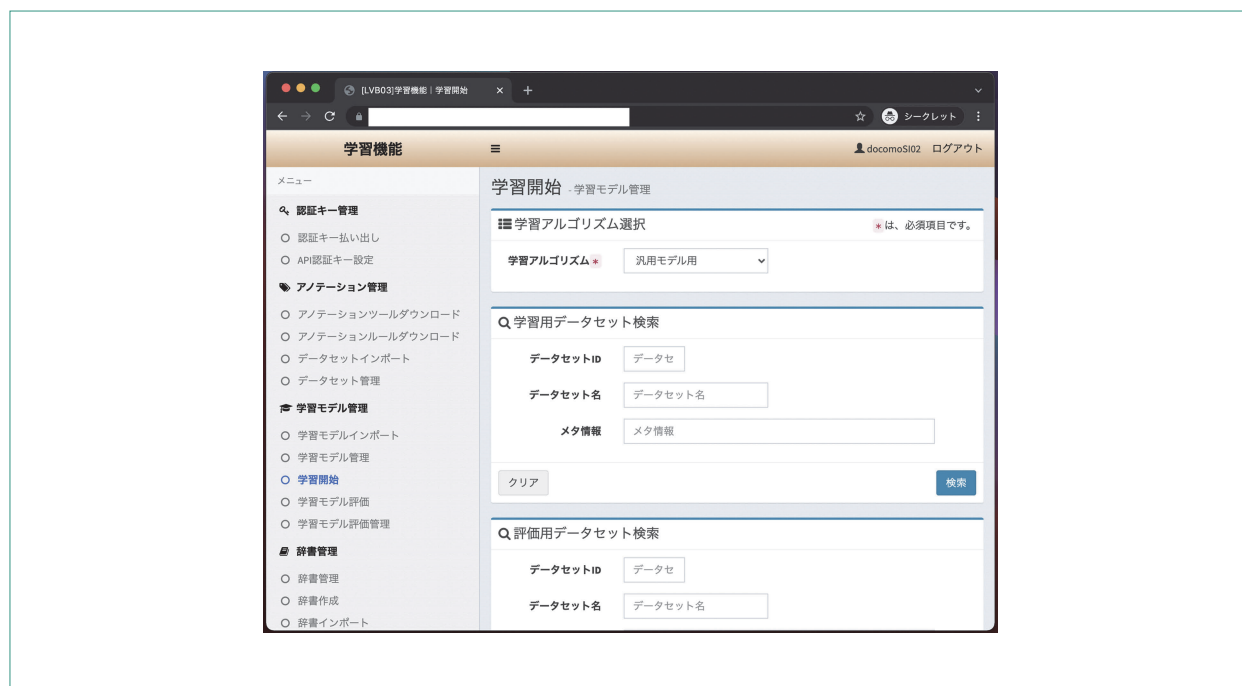 [LVB03]学習機能 | 学習開始
シークレット
学習機能
docomoSI02 ログアウト
メニュー
認証キー管理
認証キー払い出し
API認証キー設定
アノテーション管理
アノテーションツールダウンロード
アノテーションルールダウンロード
データセットインポート
データセット管理
学習モデル管理
学習モデルインポート
学習モデル管理
学習開始
学習モデル評価
学習モデル評価管理
辞書管理
辞書管理
辞書作成
辞書インポート
学習開始 - 学習モデル管理
学習アルゴリズム選択
*は、必須項目です。
学習アルゴリズム* 汎用モデル用
学習用データセット検索
データセットID データセ
データセット名 データセット名
メタ情報 メタ情報
クリア 検索
評価用データセット検索
データセットID データセ
データセット名 データセット名